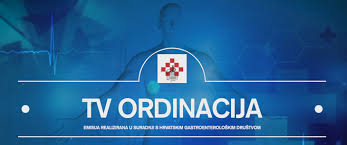 TV ORDINACIJA
EMISIJA REALIZIRANA U SURADNJI S HRVATSKIM GASTROENTEROLOŠKIM DRUŠTVOM